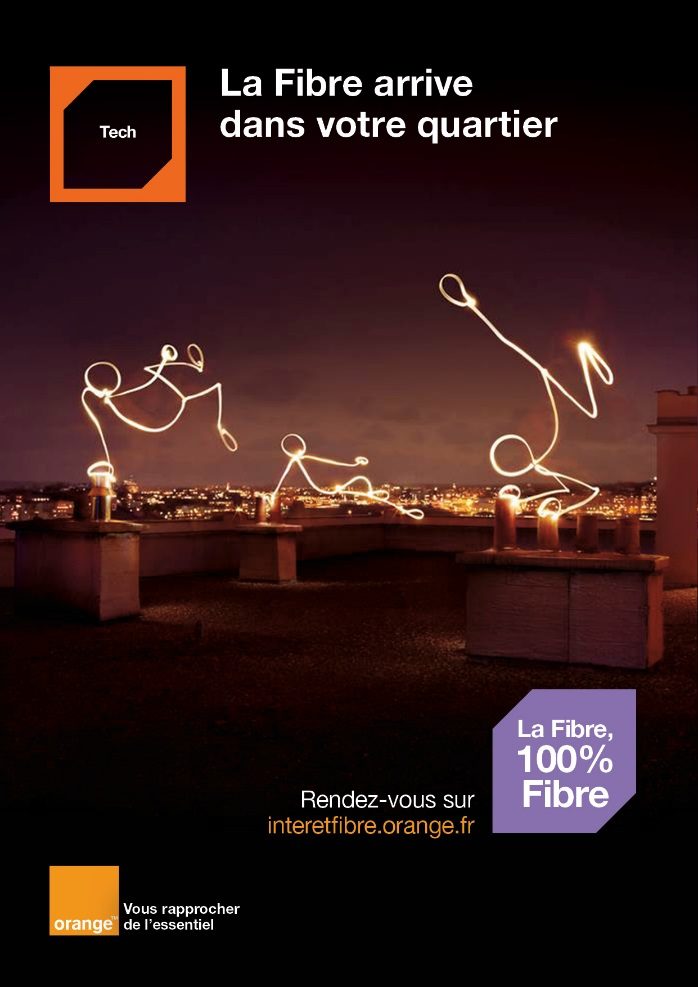 Tech
La Fibre arrive
dans votre quartier
La Fibre,
100%
Fibre
Rendez-vous sur
interetfibre.orange.fr
orange™
Vous rapprocher
de l'essentiel